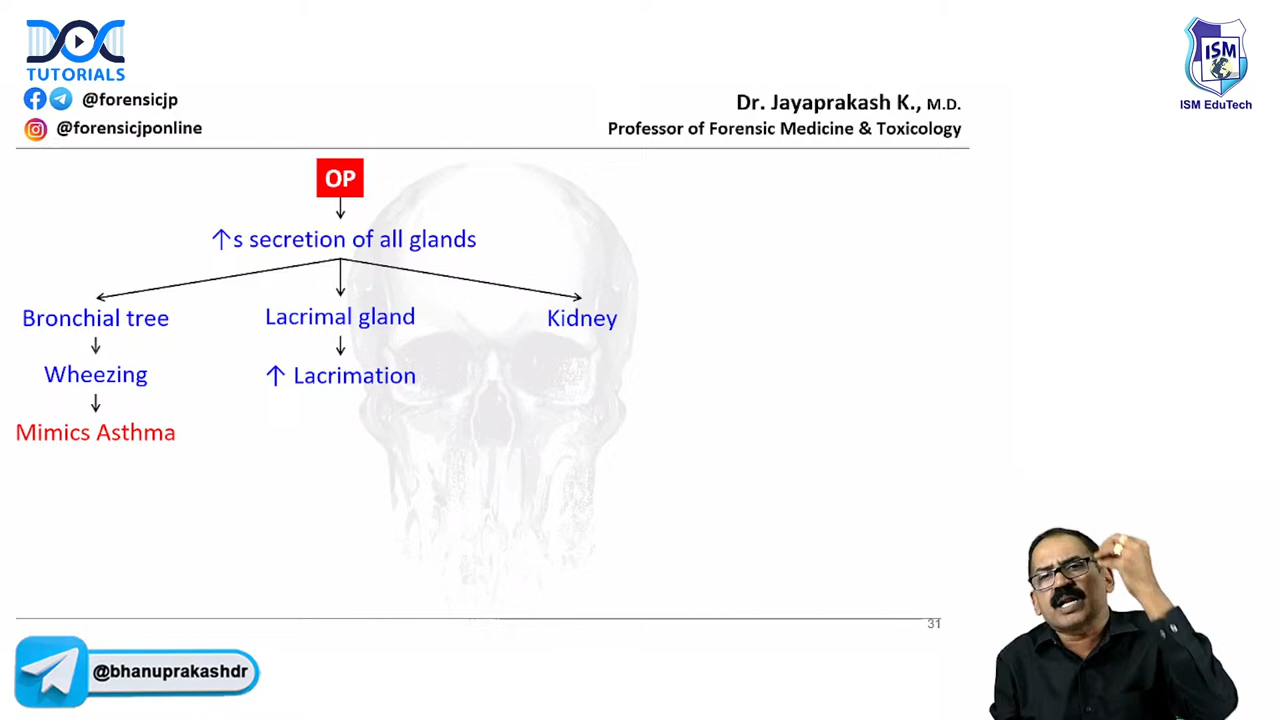 TUTORIALS
@forensicjp
@forensicjponline
ISM
ISM EduTech
Dr. Jayaprakash K., M.D.
Professor of Forensic Medicine & Toxicology
OP
↑s secretion of all glands
Bronchial tree
Lacrimal gland
Kidney
Wheezing
↑ Lacrimation
Mimics Asthma
31
@bhanuprakashdr